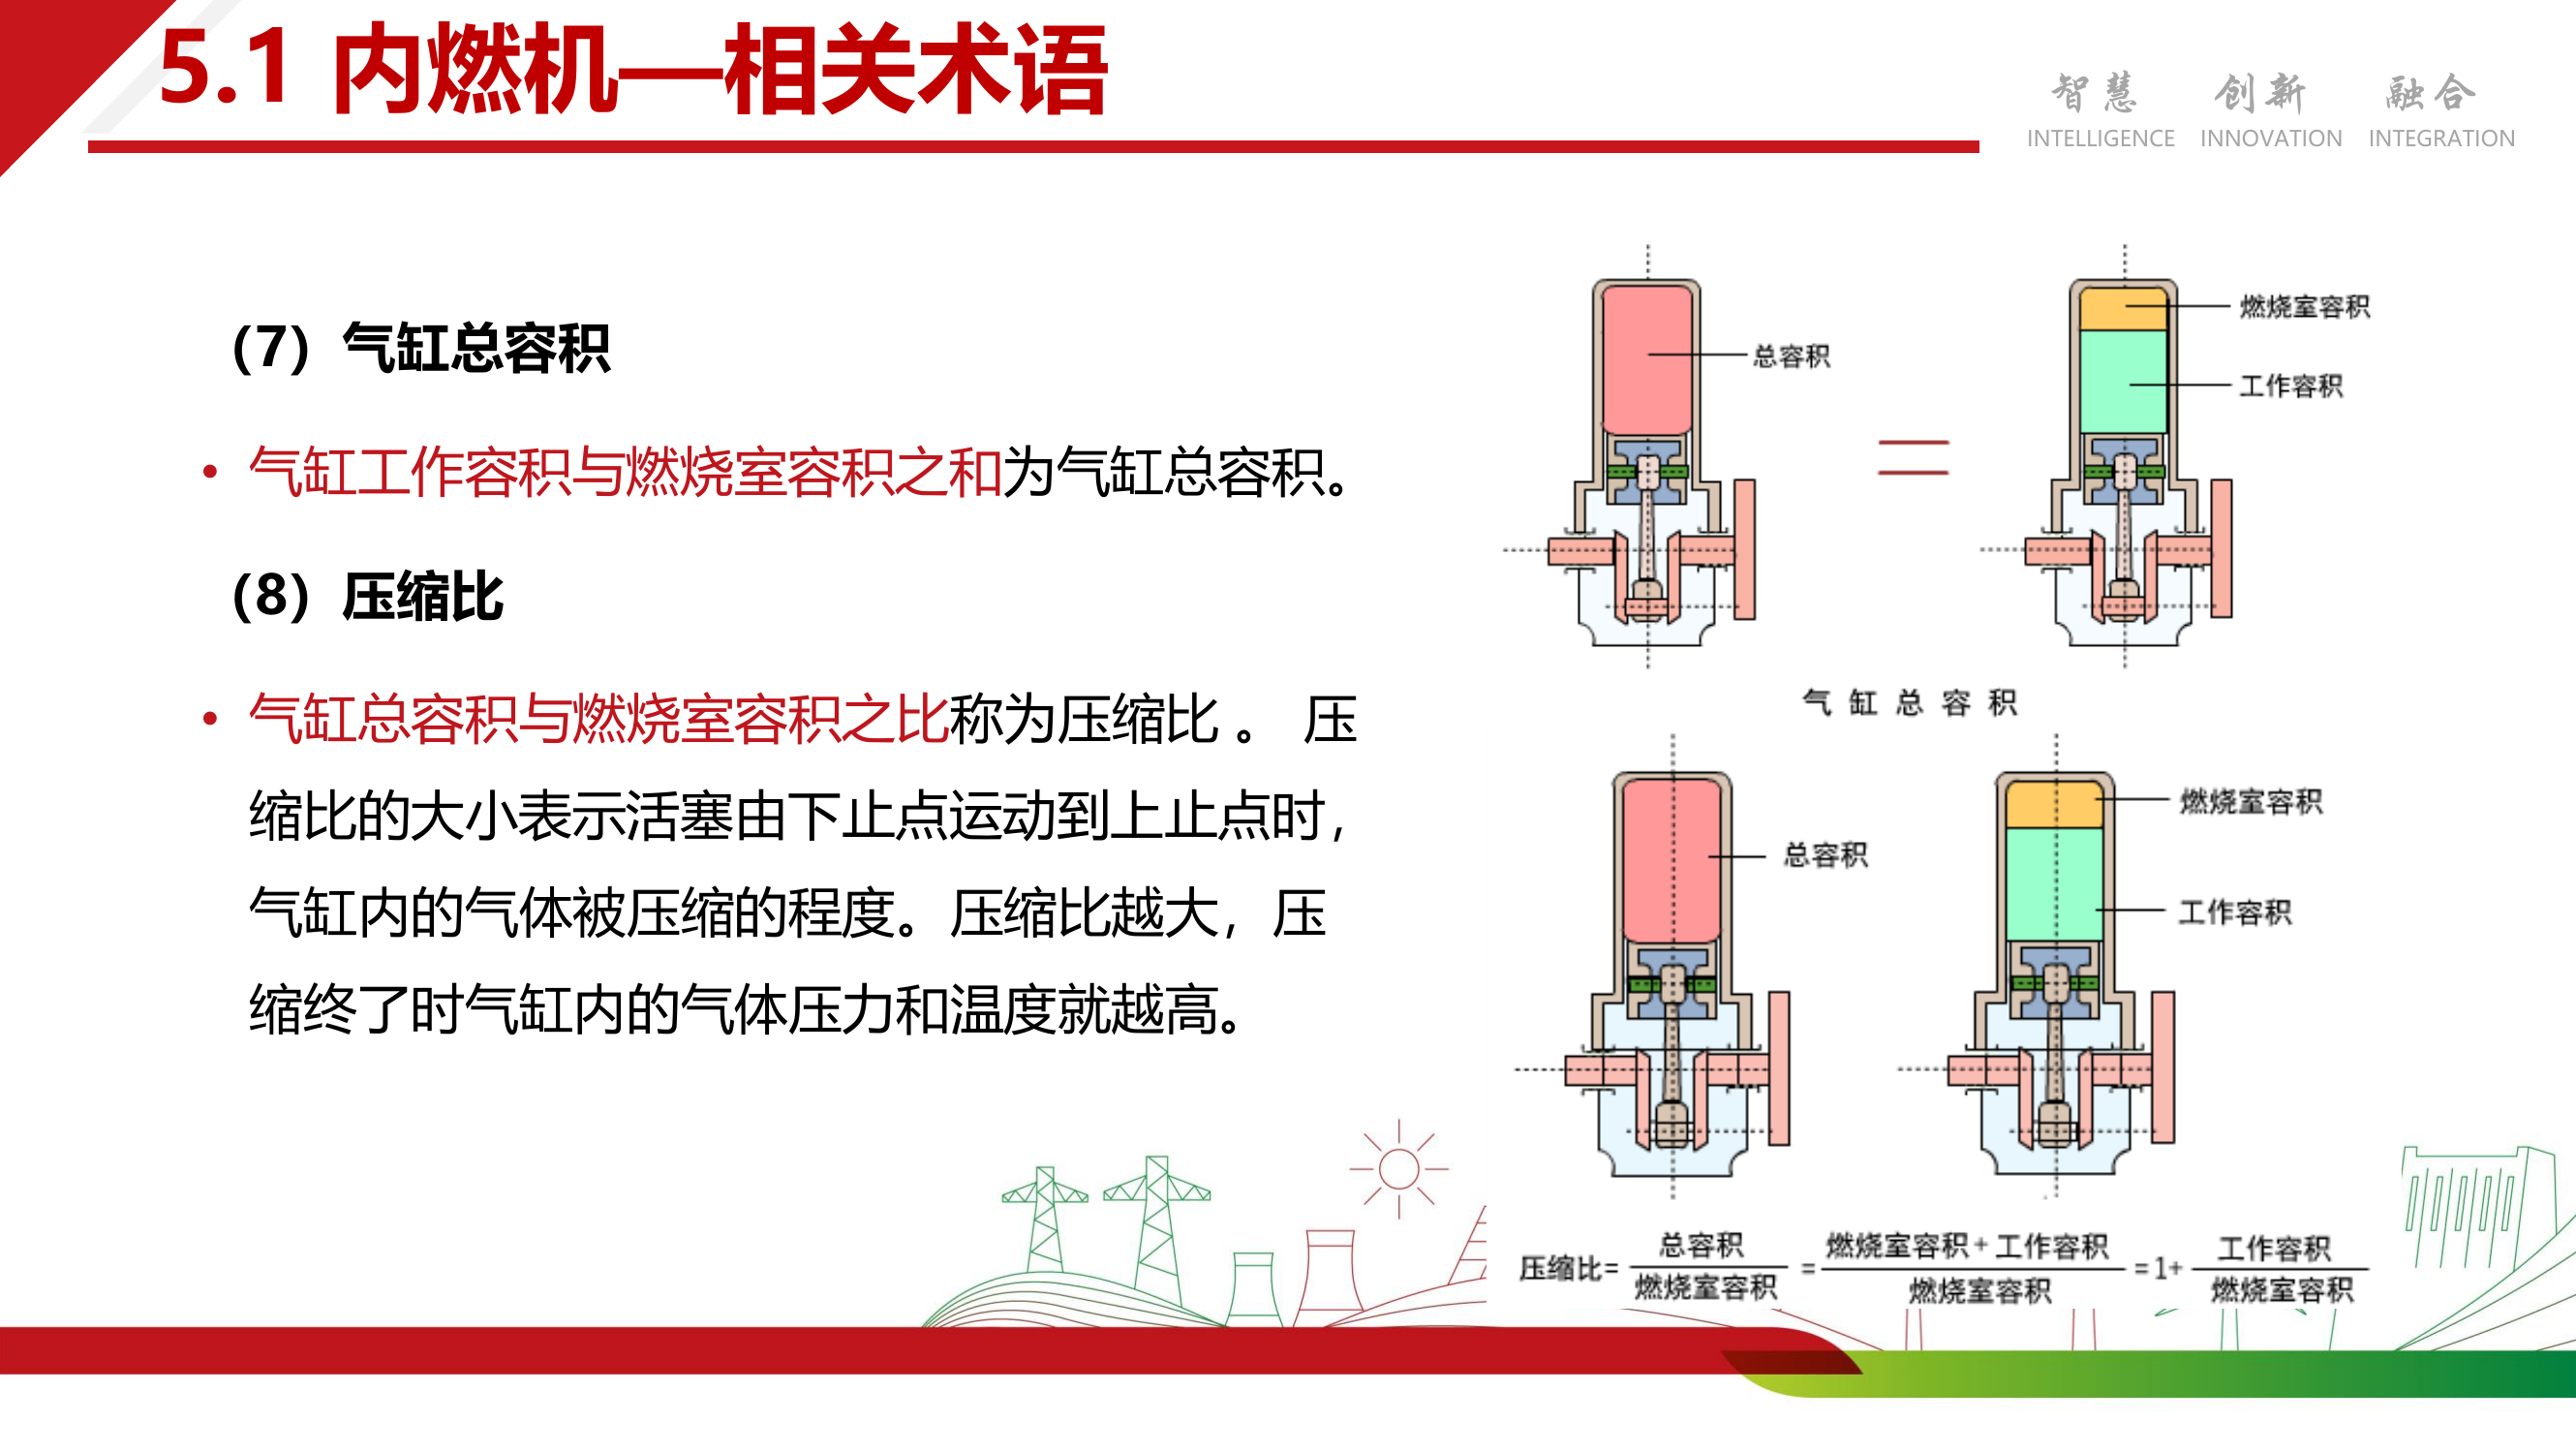 5.1 内燃机—相关术语
智慧 创新 融合
INTELLIGENCE INNOVATION INTEGRATION
（7）气缸总容积
• 气缸工作容积与燃烧室容积之和为气缸总容积。
（8）压缩比
• 气缸总容积与燃烧室容积之比称为压缩比 。 压
缩比的大小表示活塞由下止点运动到上止点时，
气缸内的气体被压缩的程度。压缩比越大，压
缩终了时气缸内的气体压力和温度就越高。
总容积
=
燃烧室容积
工作容积
气 缸 总 容 积
总容积
燃烧室容积
工作容积
压缩比= 总容积/燃烧室容积 = 燃烧室容积+工作容积/燃烧室容积 =1+ 工作容积/燃烧室容积